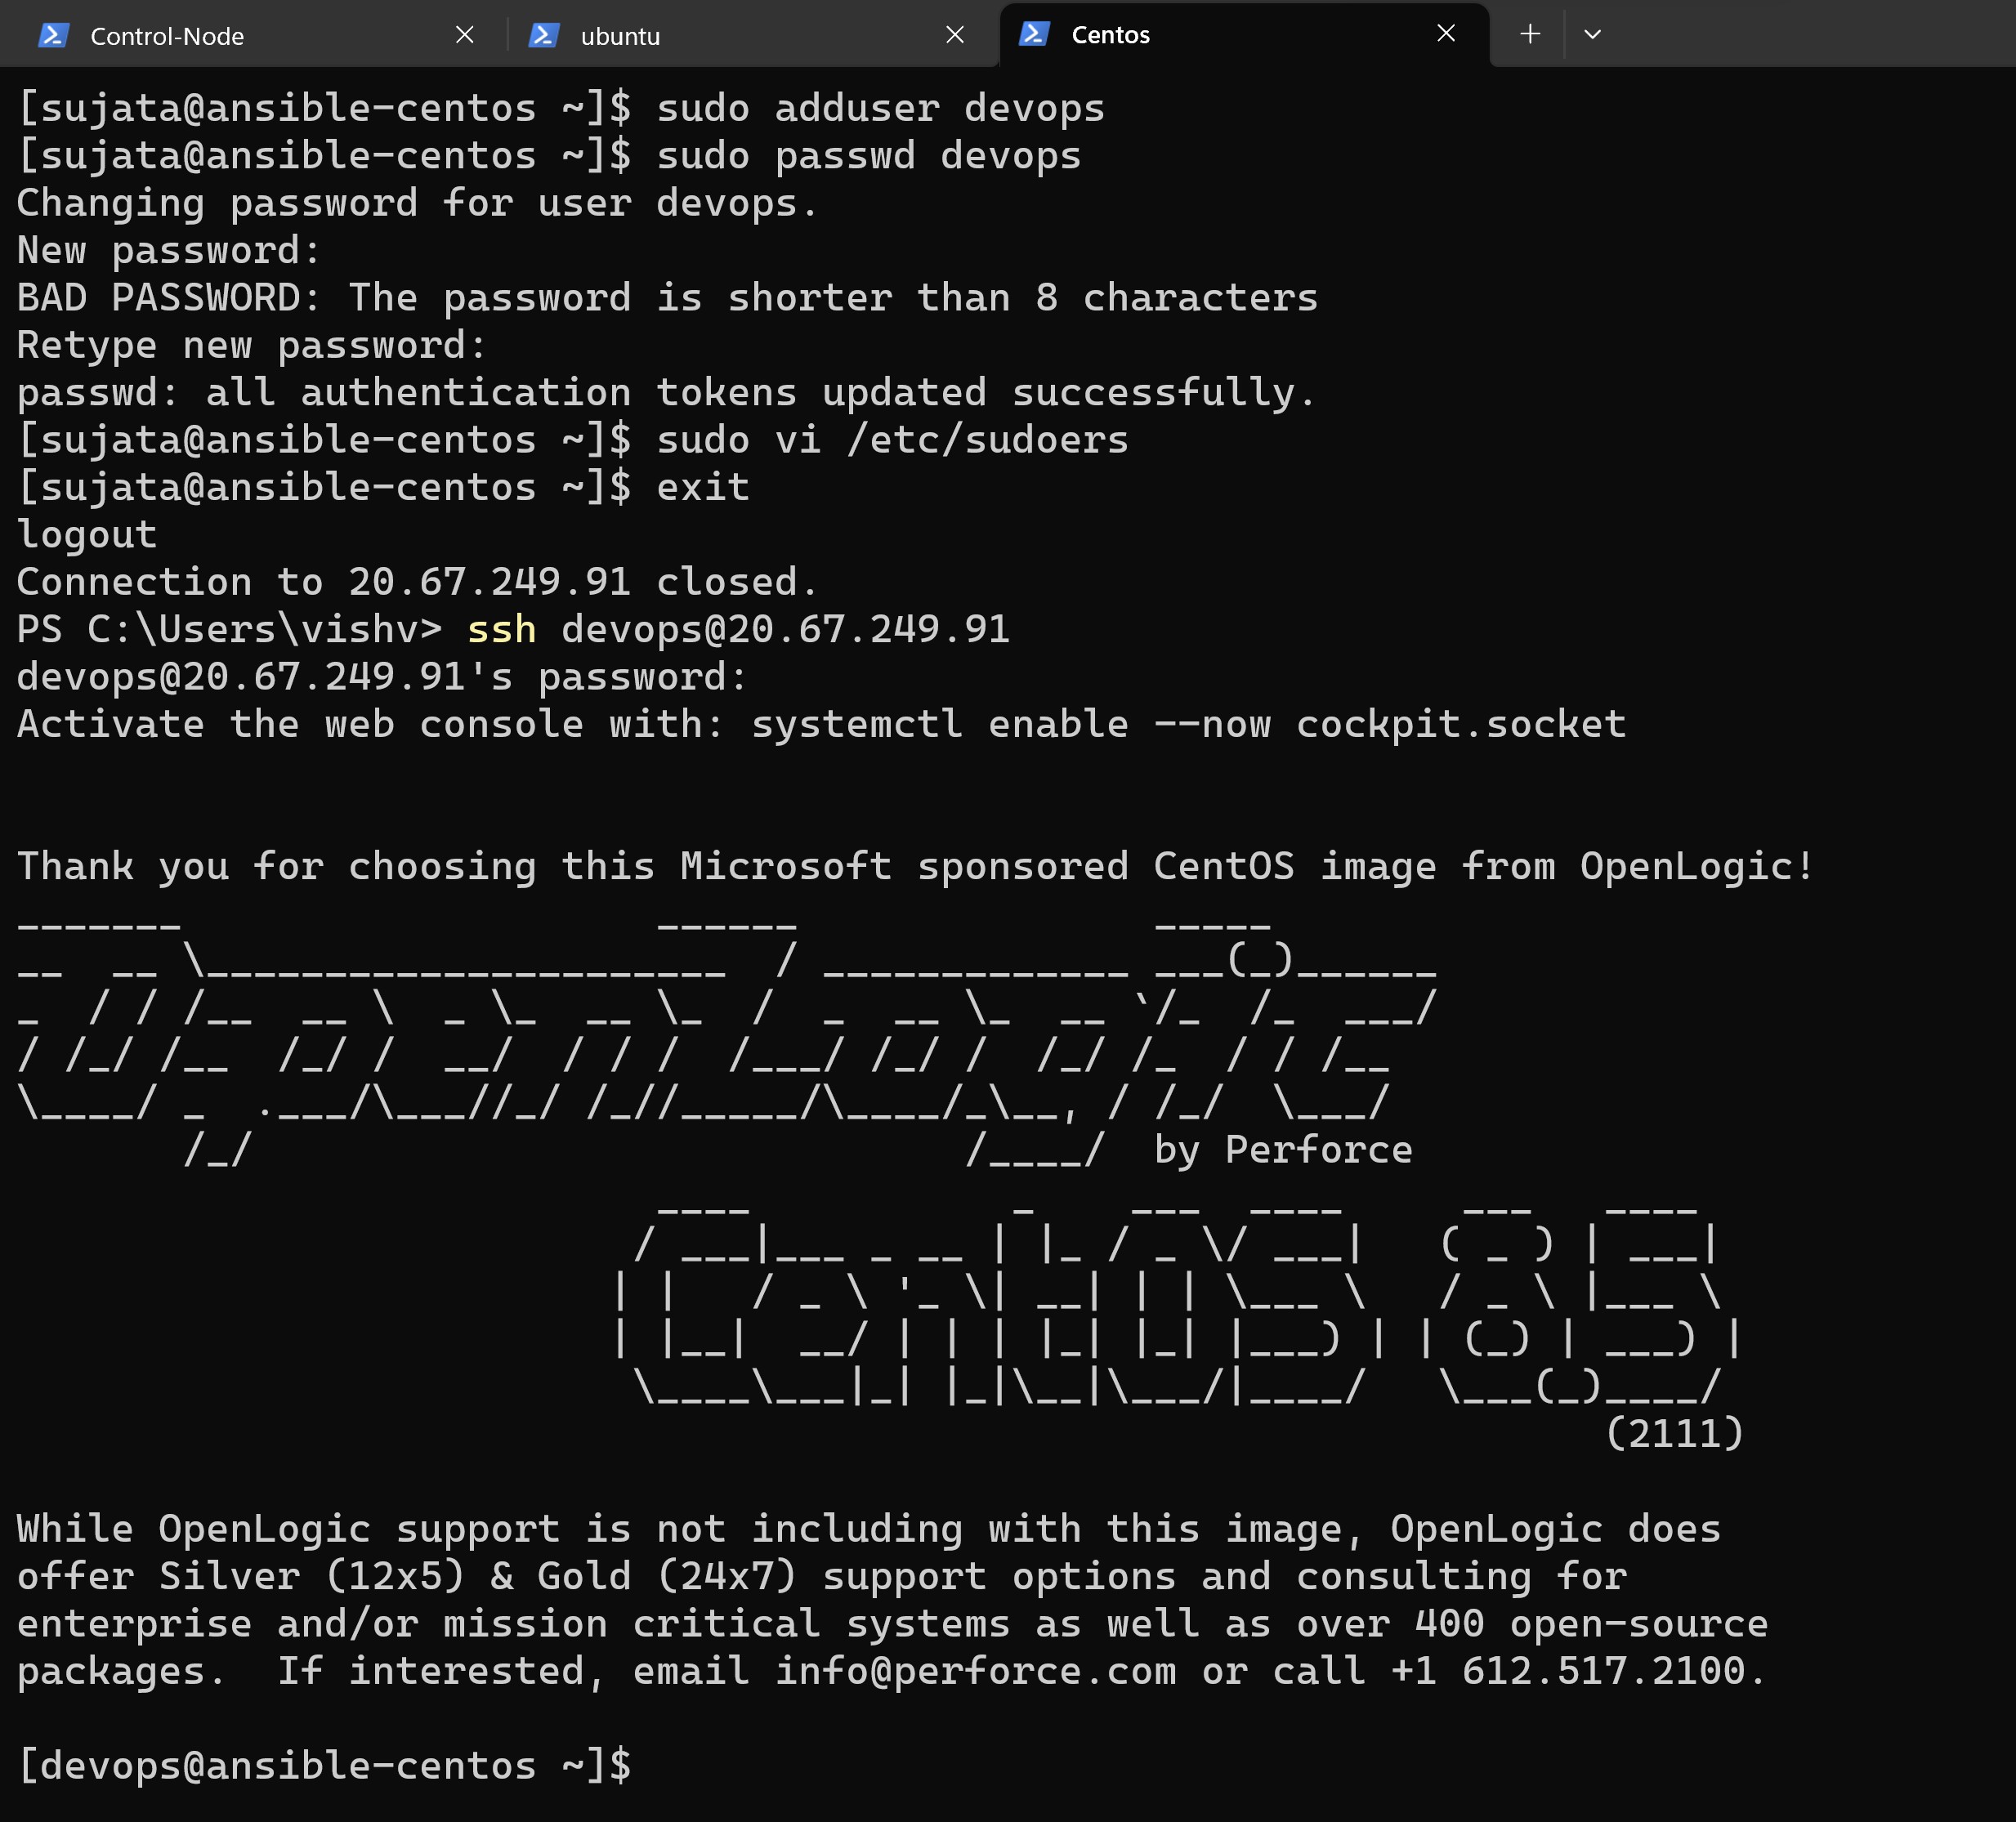 Control-Node
ubuntu
Centos
[sujata@ansible-centos ~]$ sudo adduser devops
[sujata@ansible-centos ~]$ sudo passwd devops
Changing password for user devops.
New password:
BAD PASSWORD: The password is shorter than 8 characters
Retype new password:
passwd: all authentication tokens updated successfully.
[sujata@ansible-centos ~]$ sudo vi /etc/sudoers
[sujata@ansible-centos ~]$ exit
logout
Connection to 20.67.249.91 closed.
PS C:\Users\vishv> ssh devops@20.67.249.91
devops@20.67.249.91's password:
Activate the web console with: systemctl enable --now cockpit.socket
Thank you for choosing this Microsoft sponsored CentOS image from OpenLogic!
OpenLogic
by Perforce
CentOS 8.5
(2111)
While OpenLogic support is not including with this image, OpenLogic does
offer Silver (12x5) & Gold (24x7) support options and consulting for
enterprise and/or mission critical systems as well as over 400 open-source
packages.  If interested, email info@perforce.com or call +1 612.517.2100.
[devops@ansible-centos ~]$